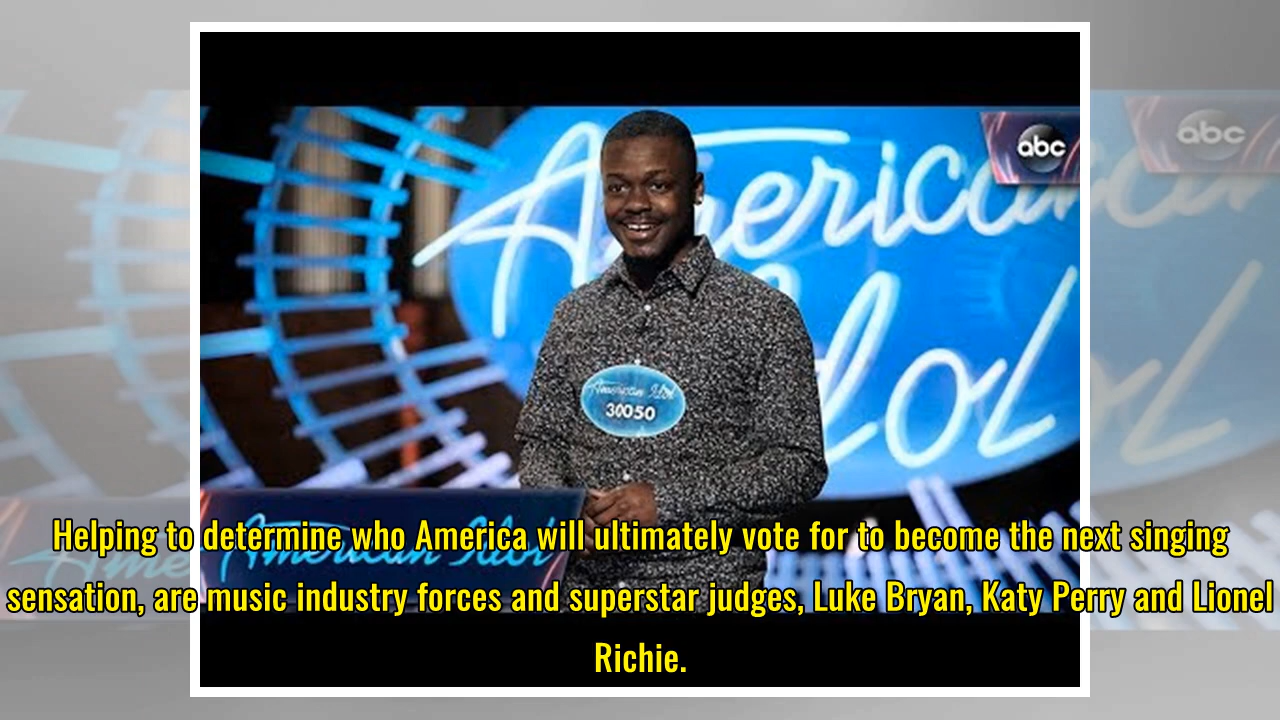 American
Idol
abc
abc
American Idol
30050
American Idol
Helping to determine who America will ultimately vote for to become the next singing
sensation, are music industry forces and superstar judges, Luke Bryan, Katy Perry and Lionel
Richie.